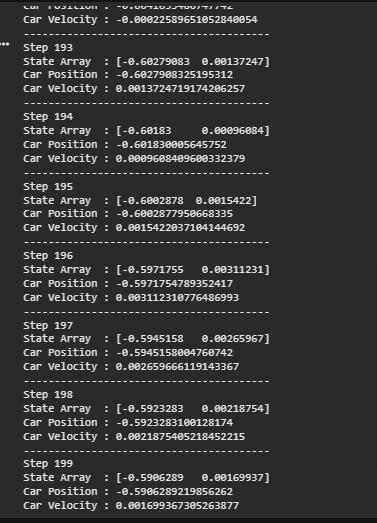 Car Velocity : -0.00022589651052840054
--------------------------------------
Step 193
State Array  : [-0.60279083  0.00137247]
Car Position : -0.6027908325195312
Car Velocity : 0.0013724719174206257
--------------------------------------
Step 194
State Array  : [-0.60183     0.00096084]
Car Position : -0.601830005645752
Car Velocity : 0.0009608409600332379
--------------------------------------
Step 195
State Array  : [-0.6002878  0.0015422]
Car Position : -0.6002877950668335
Car Velocity : 0.0015422037104144692
--------------------------------------
Step 196
State Array  : [-0.5971755   0.00311231]
Car Position : -0.5971754789352417
Car Velocity : 0.003112310776486993
--------------------------------------
Step 197
State Array  : [-0.5945158   0.00265967]
Car Position : -0.5945158004760742
Car Velocity : 0.002659666119143367
--------------------------------------
Step 198
State Array  : [-0.5923283   0.00218754]
Car Position : -0.5923283100128174
Car Velocity : 0.0021875405218452215
--------------------------------------
Step 199
State Array  : [-0.5906289   0.00169937]
Car Position : -0.5906289219856262
Car Velocity : 0.001699367305263877